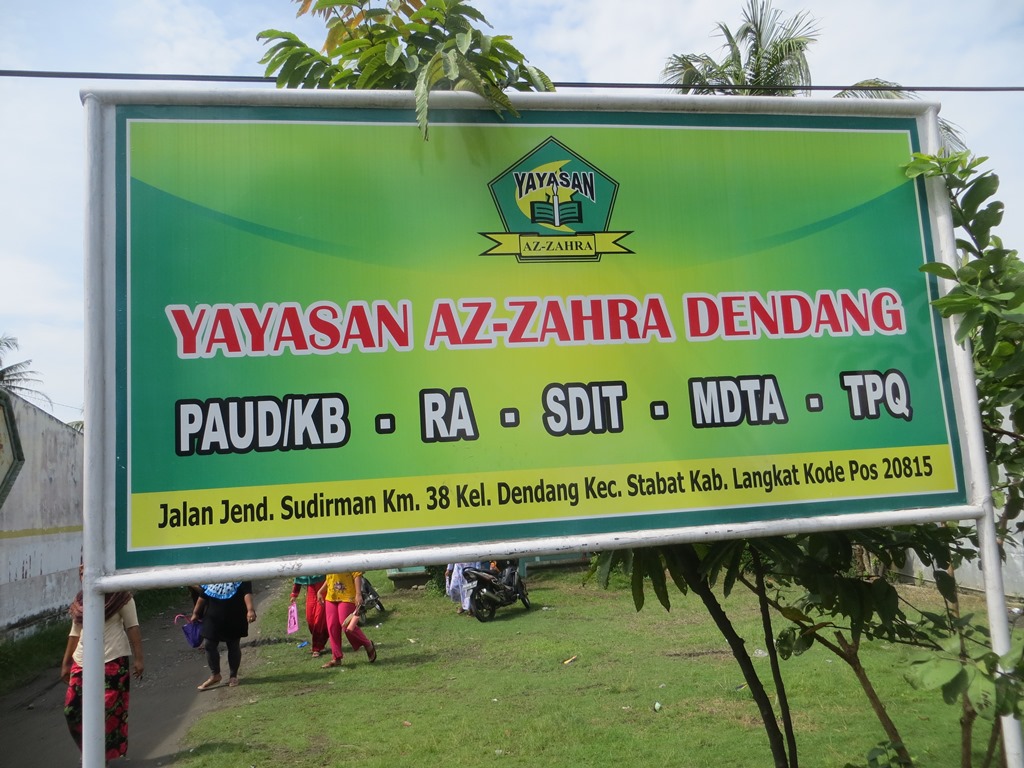 YAYASAN
AZ-ZAHRA
YAYASAN AZ-ZAHRA DENDANG
PAUD/KB - RA - SDIT - MDTA - TPQ
Jalan Jend. Sudirman Km. 38 Kel. Dendang Kec. Stabat Kab. Langkat Kode Pos 20815